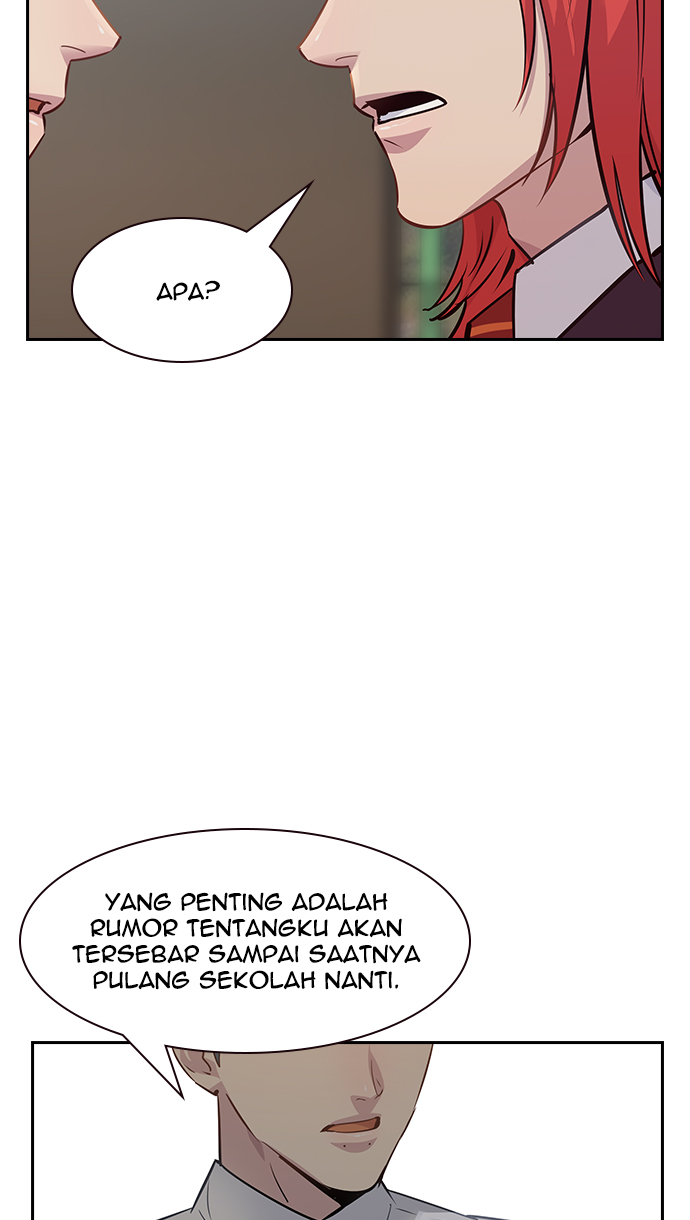 APA?
YANG PENTING ADALAH
RUMOR TENTANGKU AKAN
TERSEBAR SAMPAI SAATNYA
PULANG SEKOLAH NANTI.